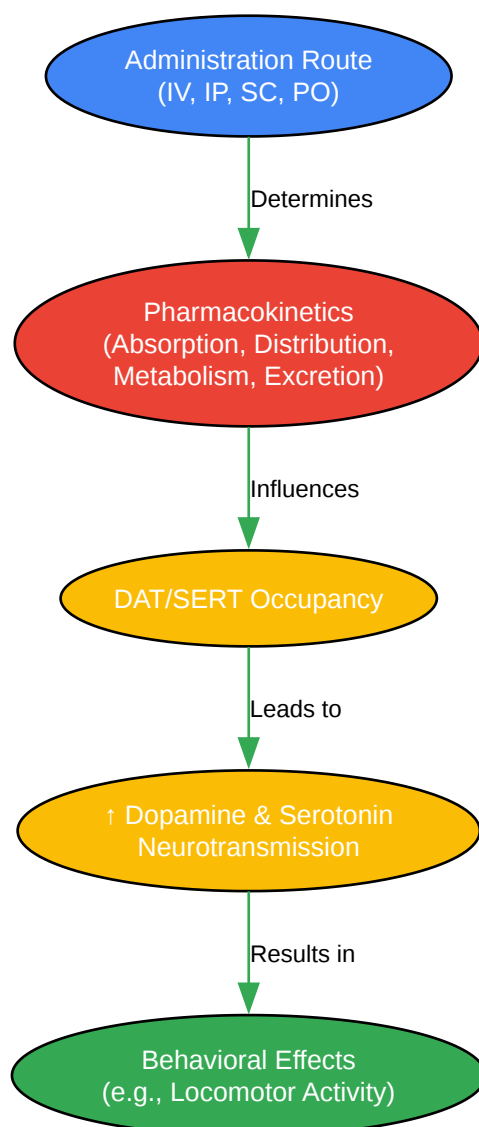 Administration Route
(IV, IP, SC, PO)
Determines
Pharmacokinetics
(Absorption, Distribution,
Metabolism, Excretion)
Influences
DAT/SERT Occupancy
Leads to
↑ Dopamine & Serotonin
Neurotransmission
Results in
Behavioral Effects
(e.g., Locomotor Activity)